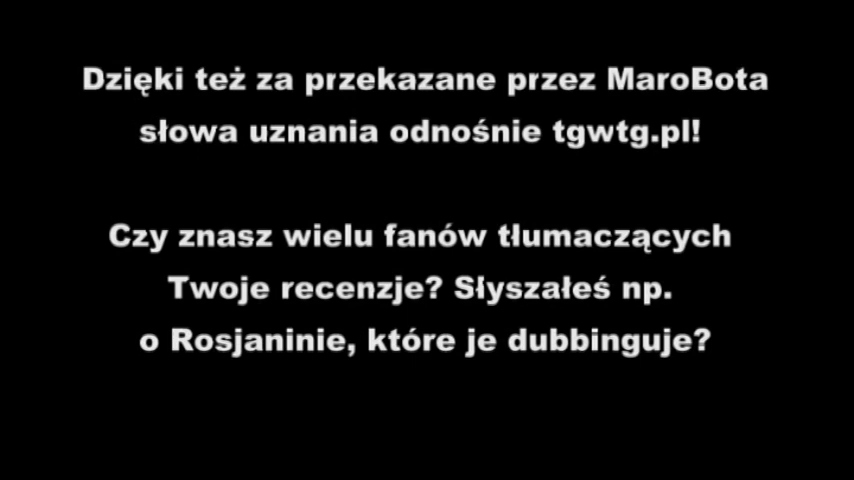 Dzięki też za przekazane przez MaroBota
słowa uznania odnośnie tgwtg.pl!
Czy znasz wielu fanów tłumaczących
Twoje recenzje? Słyszałeś np.
o Rosjaninie, które je dubbinguje?